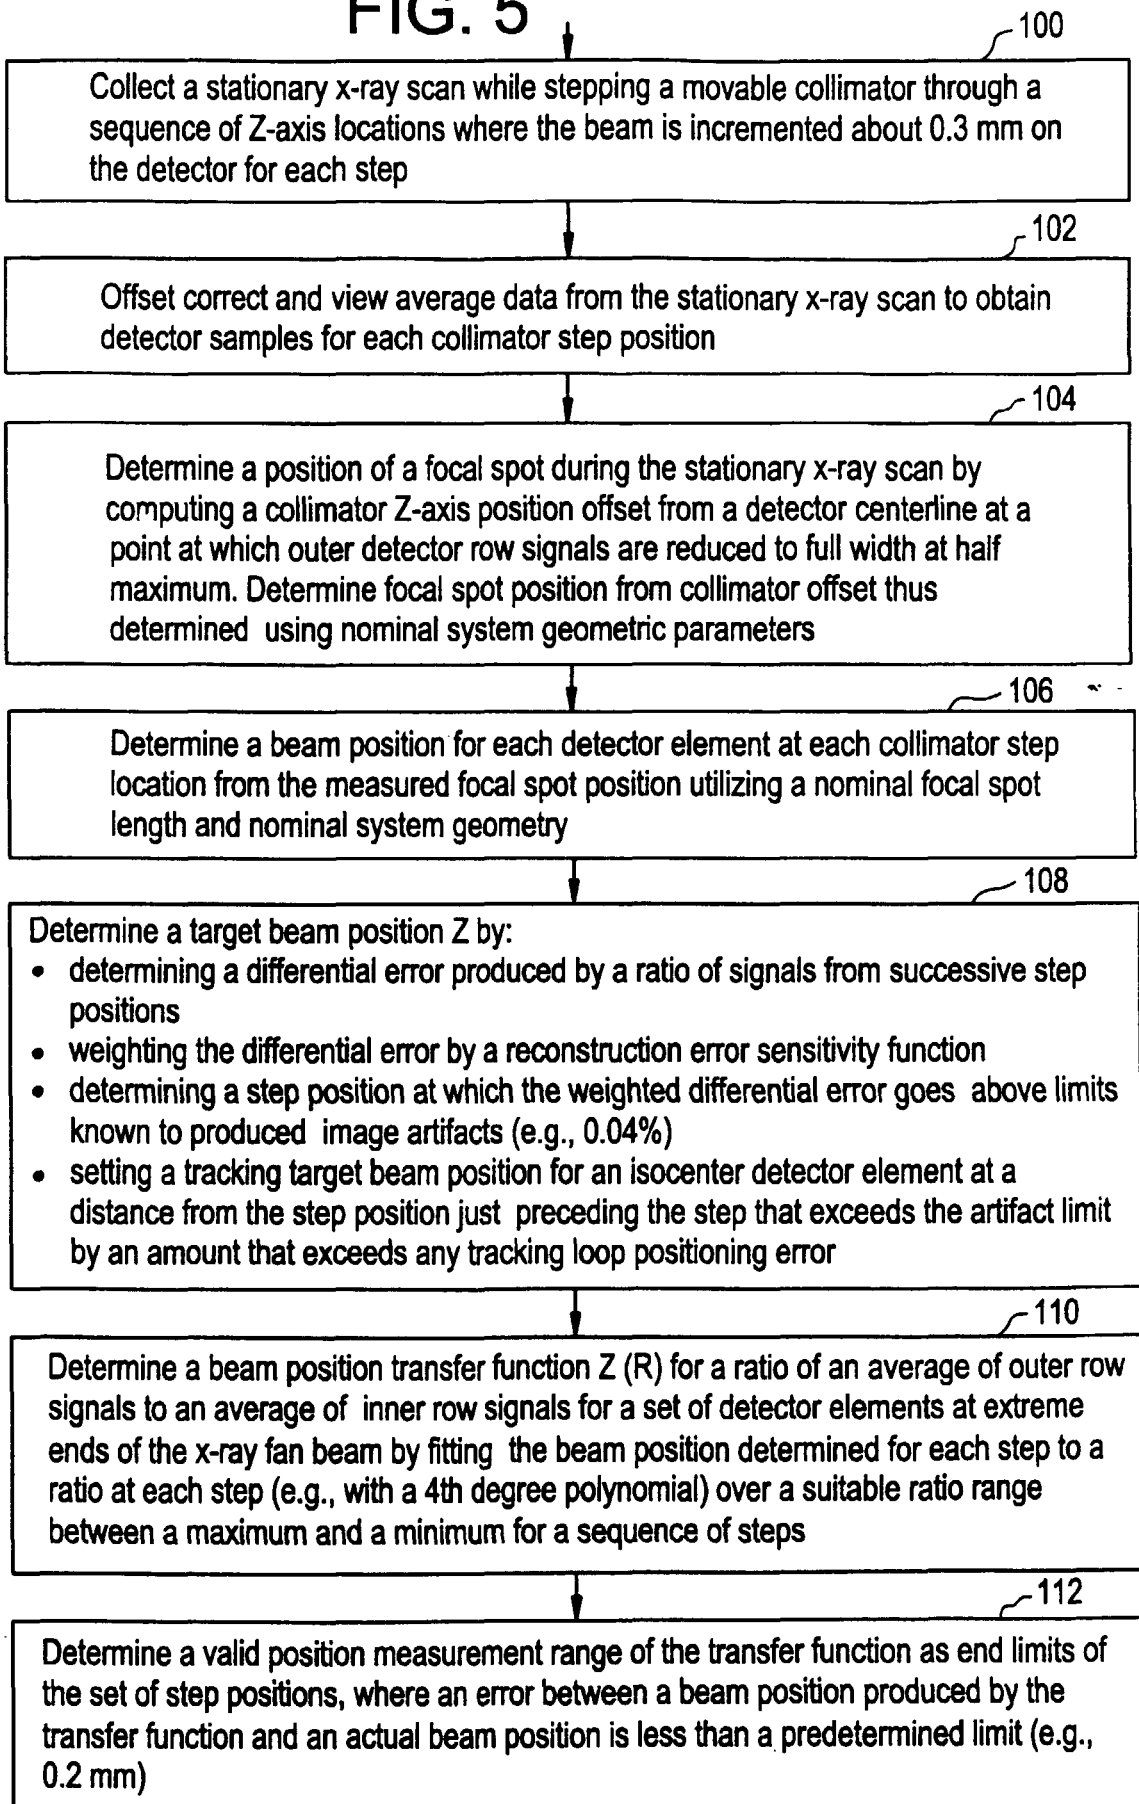 FIG. 5
100
Collect a stationary x-ray scan while stepping a movable collimator through a
sequence of Z-axis locations where the beam is incremented about 0.3 mm on
the detector for each step
102
Offset correct and view average data from the stationary x-ray scan to obtain
detector samples for each collimator step position
104
Determine a position of a focal spot during the stationary x-ray scan by
computing a collimator Z-axis position offset from a detector centerline at a
point at which outer detector row signals are reduced to full width at half
maximum. Determine focal spot position from collimator offset thus
determined using nominal system geometric parameters
106
Determine a beam position for each detector element at each collimator step
location from the measured focal spot position utilizing a nominal focal spot
length and nominal system geometry
108
Determine a target beam position Z by:
• determining a differential error produced by a ratio of signals from successive step
positions
• weighting the differential error by a reconstruction error sensitivity function
• determining a step position at which the weighted differential error goes above limits
known to produced image artifacts (e.g., 0.04%)
• setting a tracking target beam position for an isocenter detector element at a
distance from the step position just preceding the step that exceeds the artifact limit
by an amount that exceeds any tracking loop positioning error
110
Determine a beam position transfer function Z (R) for a ratio of an average of outer row
signals to an average of inner row signals for a set of detector elements at extreme
ends of the x-ray fan beam by fitting the beam position determined for each step to a
ratio at each step (e.g., with a 4th degree polynomial) over a suitable ratio range
between a maximum and a minimum for a sequence of steps
112
Determine a valid position measurement range of the transfer function as end limits of
the set of step positions, where an error between a beam position produced by the
transfer function and an actual beam position is less than a predetermined limit (e.g.,
0.2 mm)